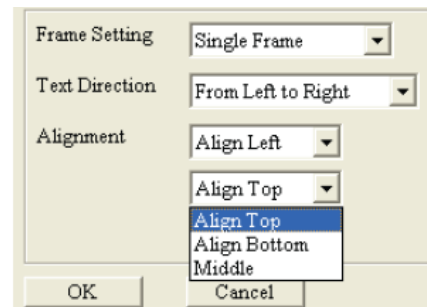 Frame Setting Single Frame
Text Direction From Left to Right
Alignment Align Left
Align Top
Align Top
Align Bottom
Middle
OK Cancel